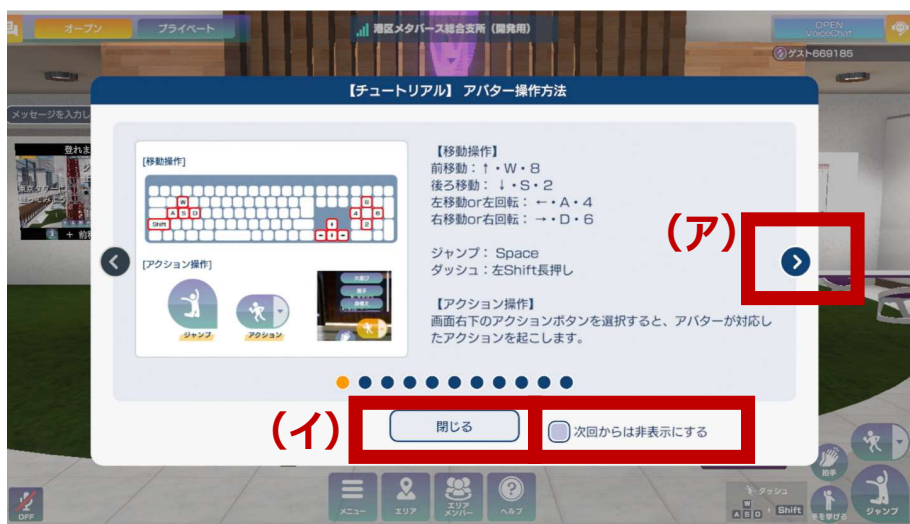 オープン
プライベート
港区メタバース総合支所（開発用）
OPEN
VoiceChat
ゲスト669185
【チュートリアル】 アバター操作方法
メッセージを入力し
登れま
[移動操作]
W
A S D
Shift
8
4 6
2
↑
← ↓ →
[アクション操作]
ジャンプ
アクション
【移動操作】
前移動：↑・W・8
後ろ移動：↓・S・2
左移動or左回転：←・A・4
右移動or右回転：→・D・6
ジャンプ： Space
ダッシュ：左Shift長押し
【アクション操作】
画面右下のアクションボタンを選択すると、アバターが対応し
たアクションを起こします。
（ア）
（イ）
閉じる
次回からは非表示にする
OFF
メニュー
エリア
エリア
メンバー
ヘルプ
ダッシュ
W
A S D + Shift
拍手
手を挙げる
ジャンプ